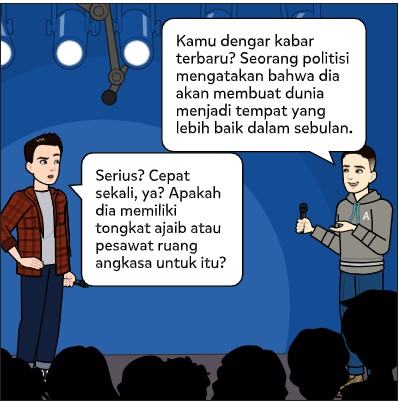 Kamu dengar kabar
terbaru? Seorang politisi
mengatakan bahwa dia
akan membuat dunia
menjadi tempat yang
lebih baik dalam sebulan.
Serius? Cepat
sekali, ya? Apakah
dia memiliki
tongkat ajaib atau
pesawat ruang
angkasa untuk itu?
A